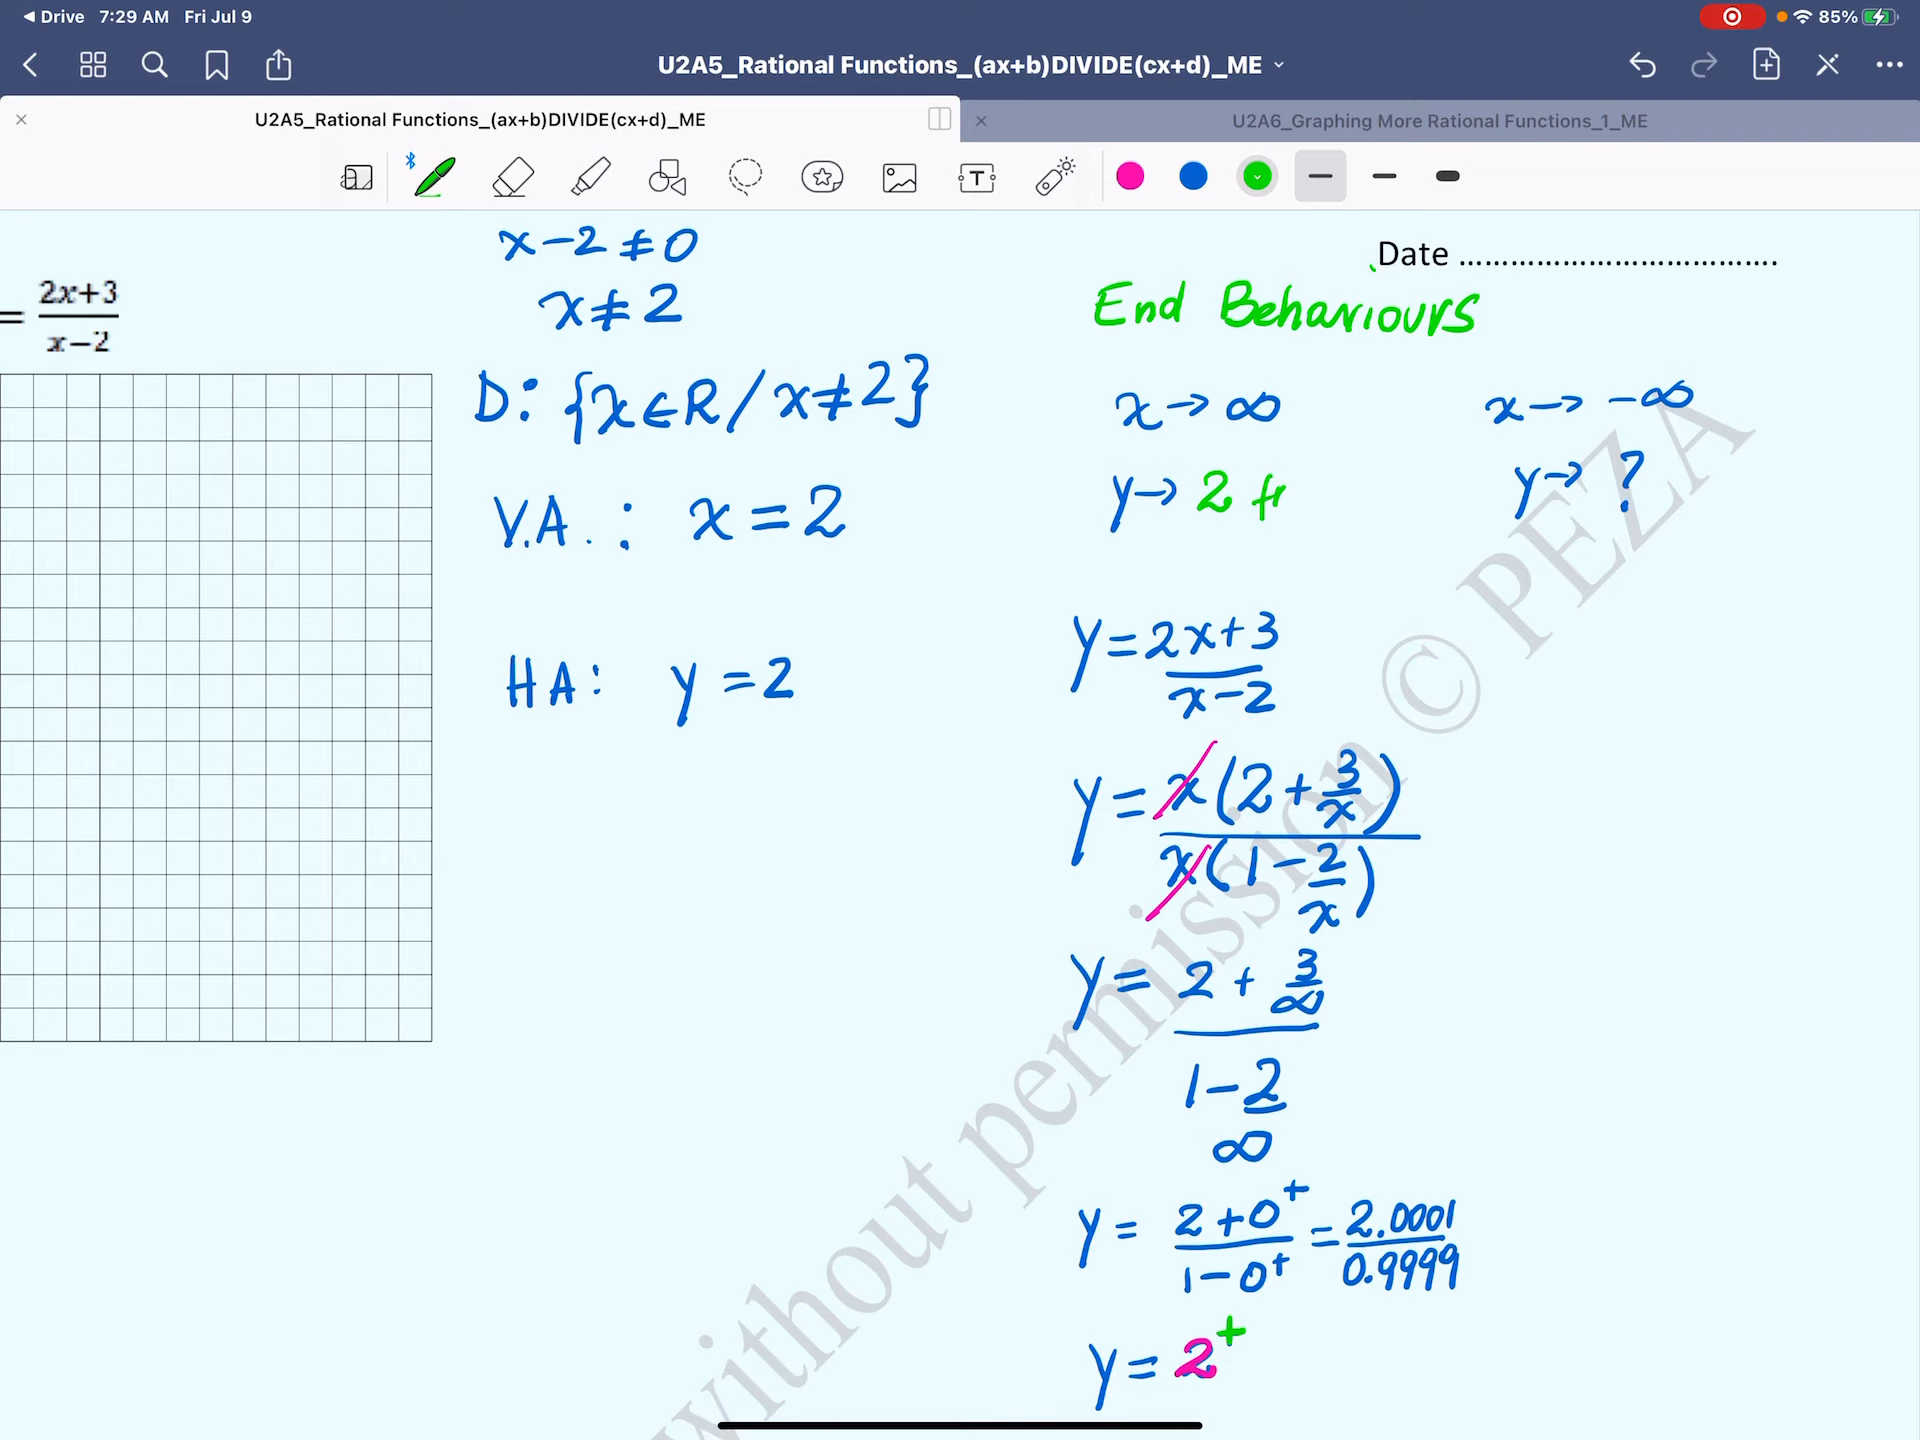 Drive 7:29 AM Fri Jul 9 85%
U2A5_Rational Functions_(ax+b)DIVIDE(cx+d)_ME
U2A5_Rational Functions_(ax+b)DIVIDE(cx+d)_ME
U2A6_Graphing More Rational Functions_1_ME
T
= 2x+3 / x−2
x−2 ≠ 0
x ≠ 2
D: {x∈R / x≠2}
V.A.: x = 2
HA: y = 2
Date ....................................
End Behaviours
x → ∞
y → 2 fr
x → −∞
y → ?
y = 2x+3 / x−2
y = x(2 + 3/x) / x(1 − 2/x)
y = 2 + 3/∞ / 1 − 2/∞
y = 2 + 0⁺ / 1 − 0⁺ = 2.0001 / 0.9999
y = 2⁺
without permission © PEZA